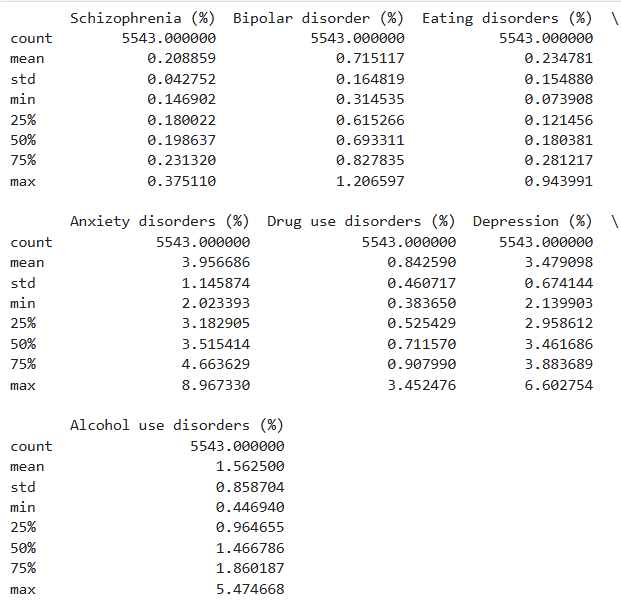 Schizophrenia (%) Bipolar disorder (%) Eating disorders (%) \
count 5543.000000 5543.000000 5543.000000
mean 0.208859 0.715117 0.234781
std 0.042752 0.164819 0.154880
min 0.146902 0.314535 0.073908
25% 0.180022 0.615266 0.121456
50% 0.198637 0.693311 0.180381
75% 0.231320 0.827835 0.281217
max 0.375110 1.206597 0.943991
Anxiety disorders (%) Drug use disorders (%) Depression (%) \
count 5543.000000 5543.000000 5543.000000
mean 3.956686 0.842590 3.479098
std 1.145874 0.460717 0.674144
min 2.023393 0.383650 2.139903
25% 3.182905 0.525429 2.958612
50% 3.515414 0.711570 3.461686
75% 4.663629 0.907990 3.883689
max 8.967330 3.452476 6.602754
Alcohol use disorders (%)
count 5543.000000
mean 1.562500
std 0.858704
min 0.446940
25% 0.964655
50% 1.466786
75% 1.860187
max 5.474668